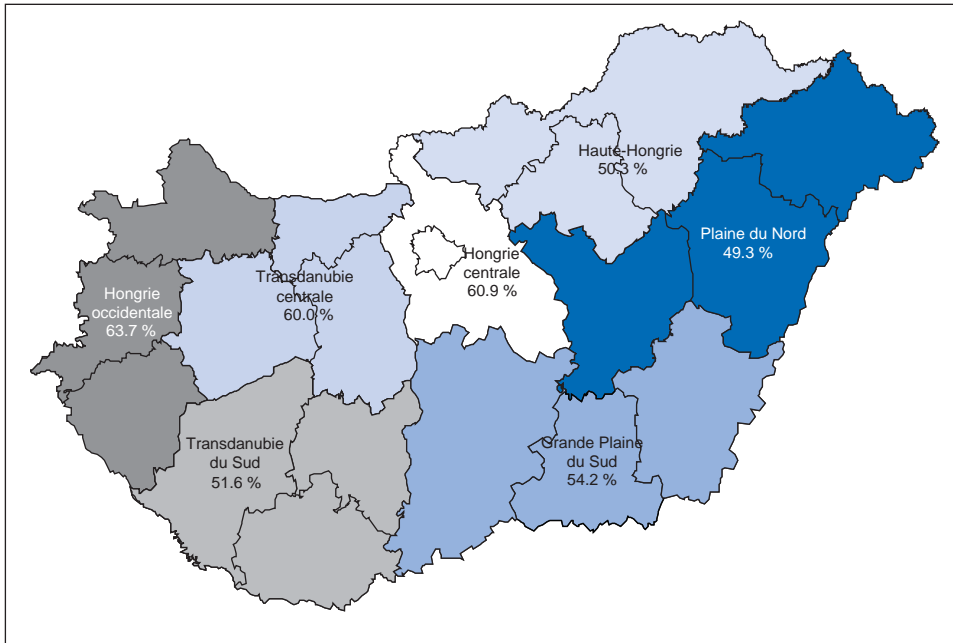 Haute-Hongrie
50.3 %
Plaine du Nord
49.3 %
Hongrie
centrale
60.9 %
Transdanubie
centrale
60.0 %
Hongrie
occidentale
63.7 %
Transdanubie
du Sud
51.6 %
Grande Plaine
du Sud
54.2 %